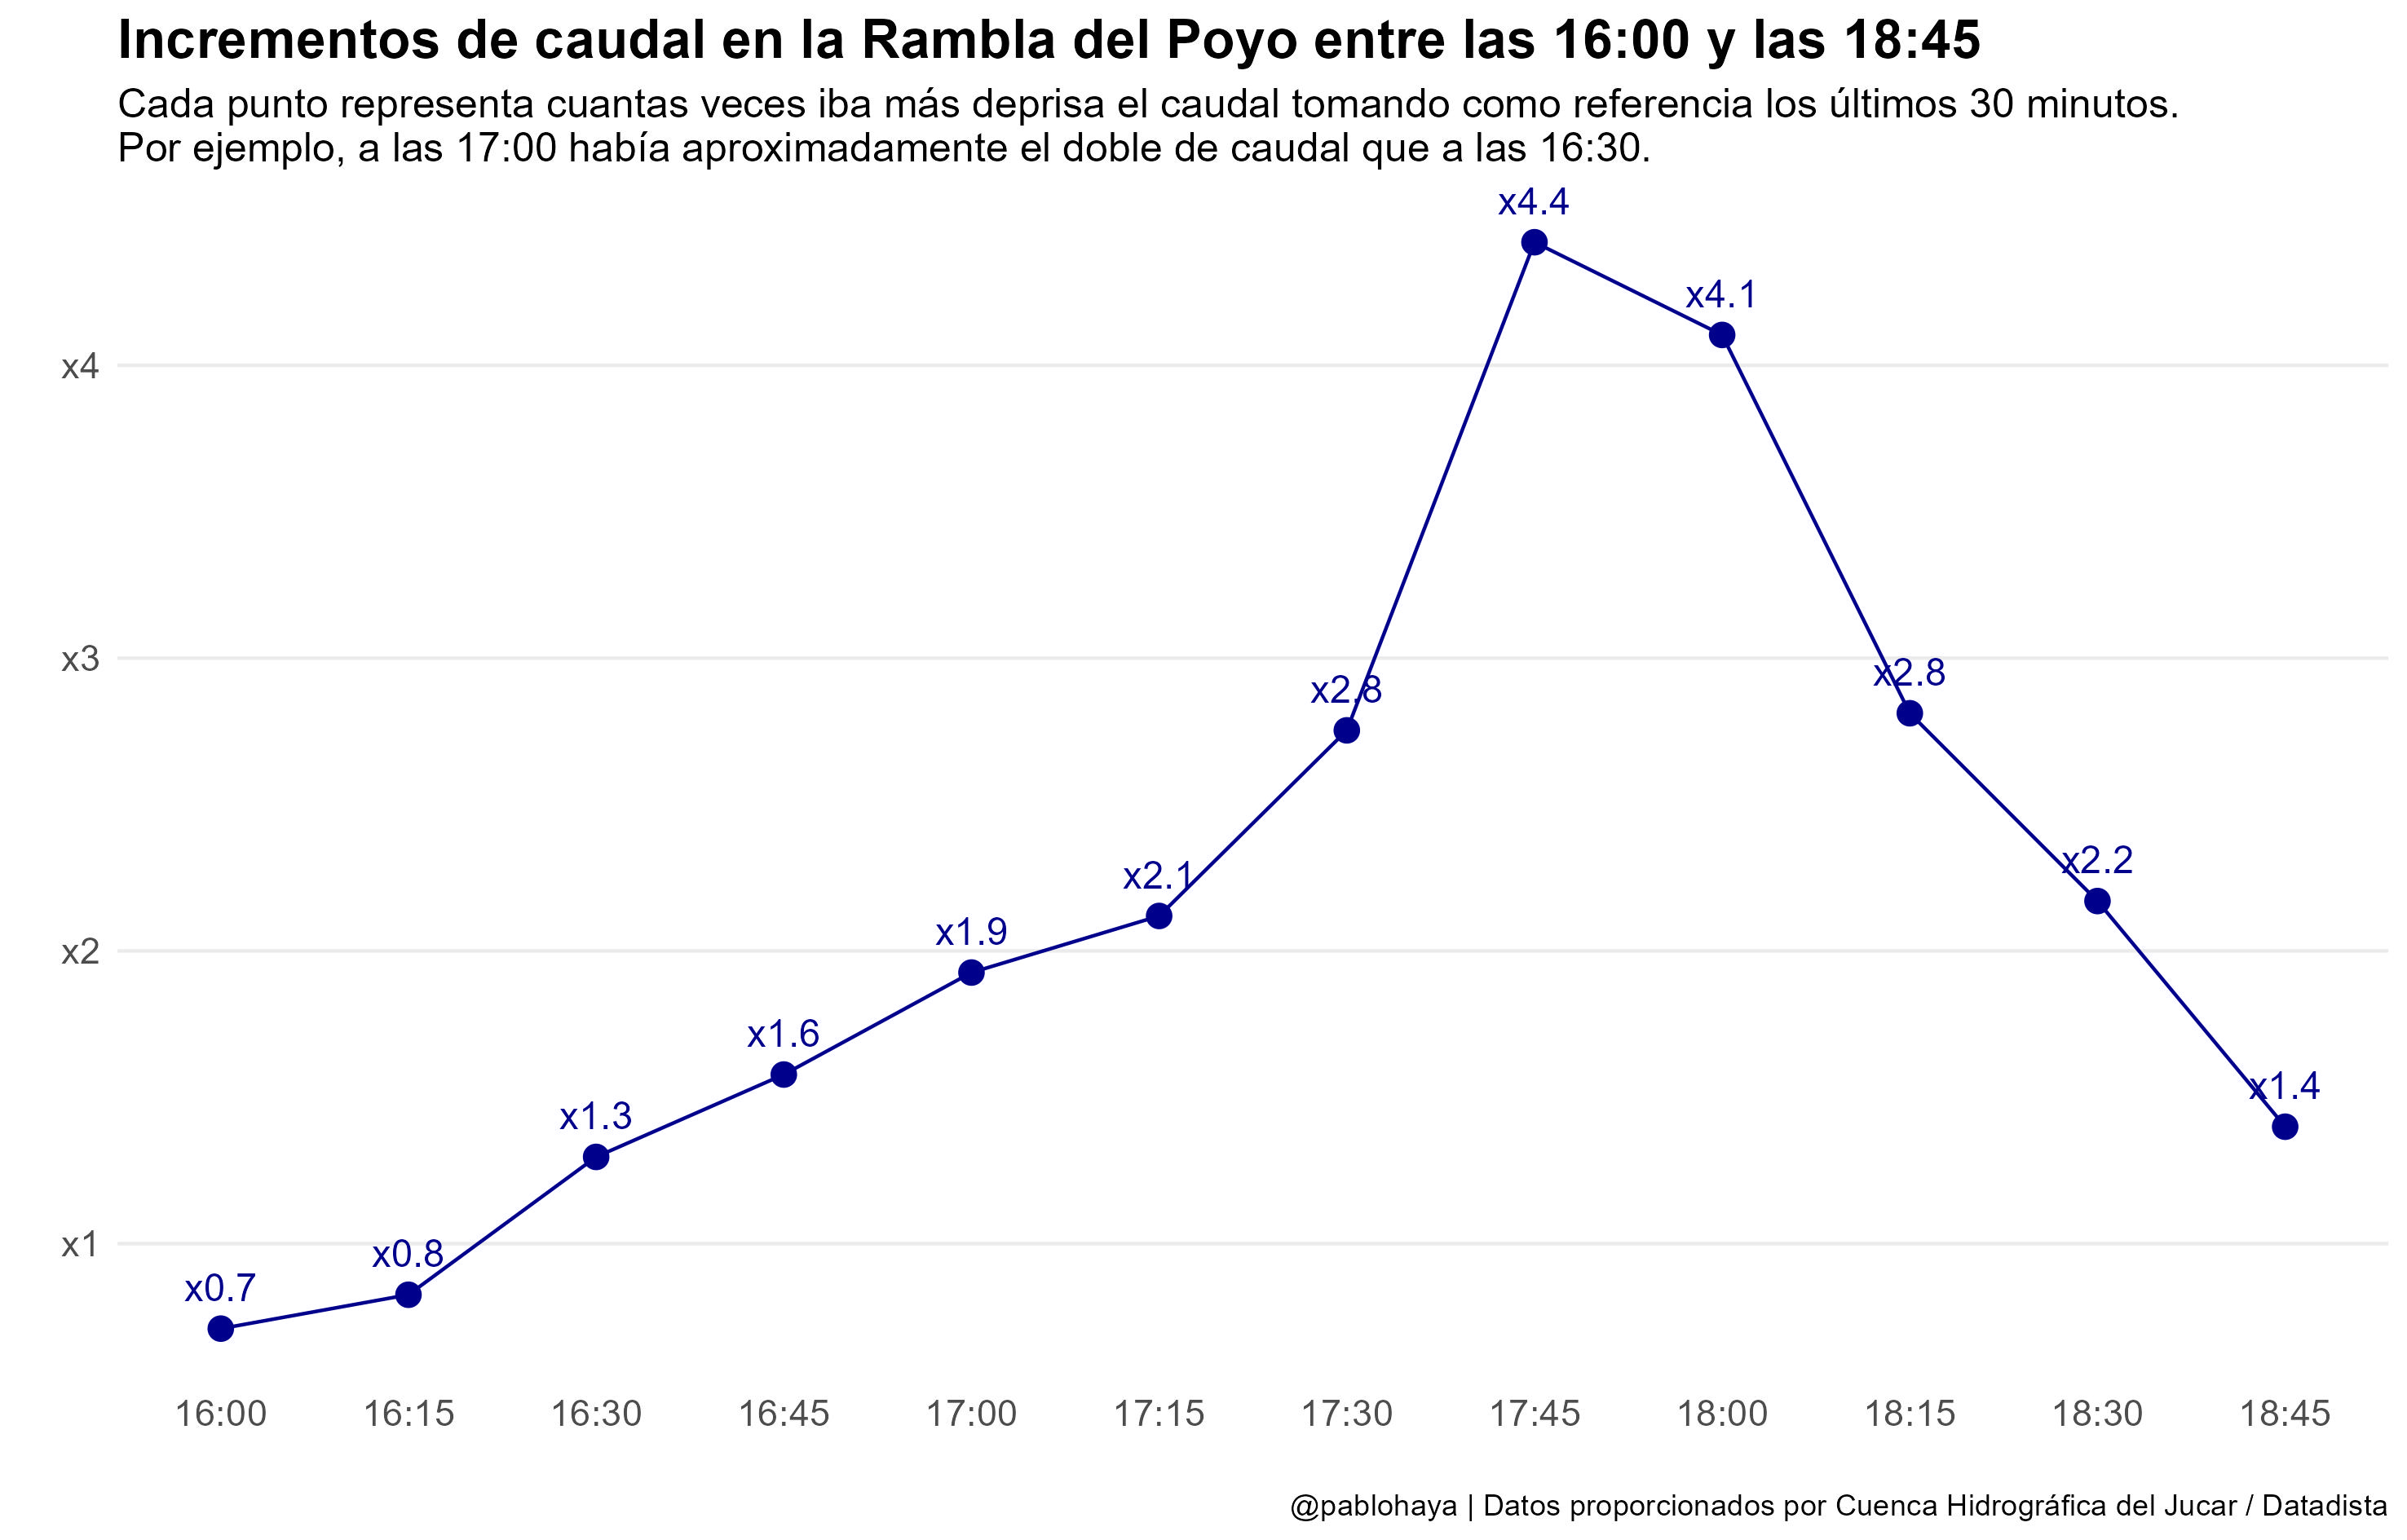 Incrementos de caudal en la Rambla del Poyo entre las 16:00 y las 18:45
Cada punto representa cuantas veces iba más deprisa el caudal tomando como referencia los últimos 30 minutos.
Por ejemplo, a las 17:00 había aproximadamente el doble de caudal que a las 16:30.
x4.4
x4.1
x4
x3
x2.8
x2.8
x2.2
x2.1
x1.9
x2
x1.6
x1.3
x1.4
x1
x0.8
x0.7
16:00 16:15 16:30 16:45 17:00 17:15 17:30 17:45 18:00 18:15 18:30 18:45
@pablohaya | Datos proporcionados por Cuenca Hidrográfica del Jucar / Datadista